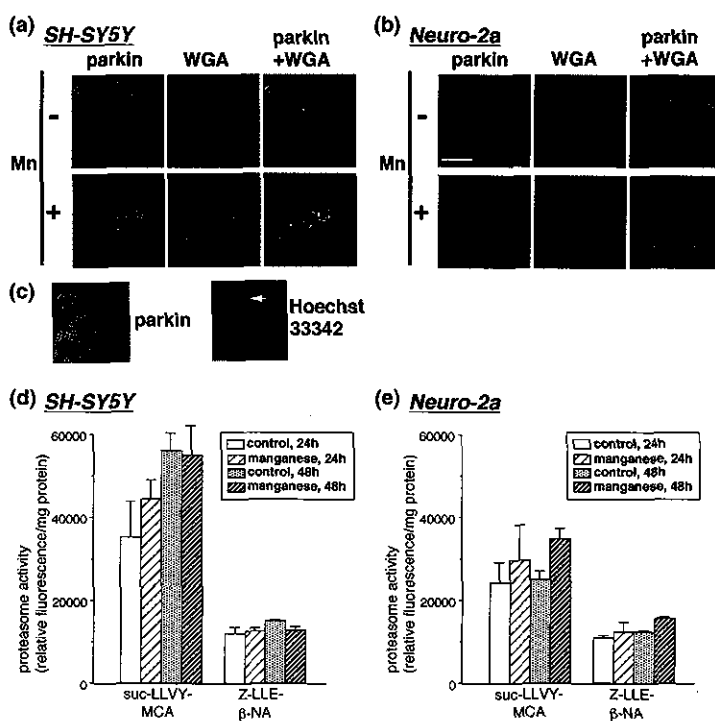 (a) SH-SY5Y
parkin WGA parkin +WGA
Mn
-
+
(b) Neuro-2a
parkin WGA parkin +WGA
Mn
-
+
(c)
parkin
Hoechst
33342
(d) SH-SY5Y
proteasome activity
(relative fluorescence/mg protein)
60000
40000
20000
0
control, 24h
manganese, 24h
control, 48h
manganese, 48h
suc-LLVY-
MCA
Z-LLE-
β-NA
(e) Neuro-2a
proteasome activity
(relative fluorescence/mg protein)
60000
40000
20000
0
control, 24h
manganese, 24h
control, 48h
manganese, 48h
suc-LLVY-
MCA
Z-LLE-
β-NA